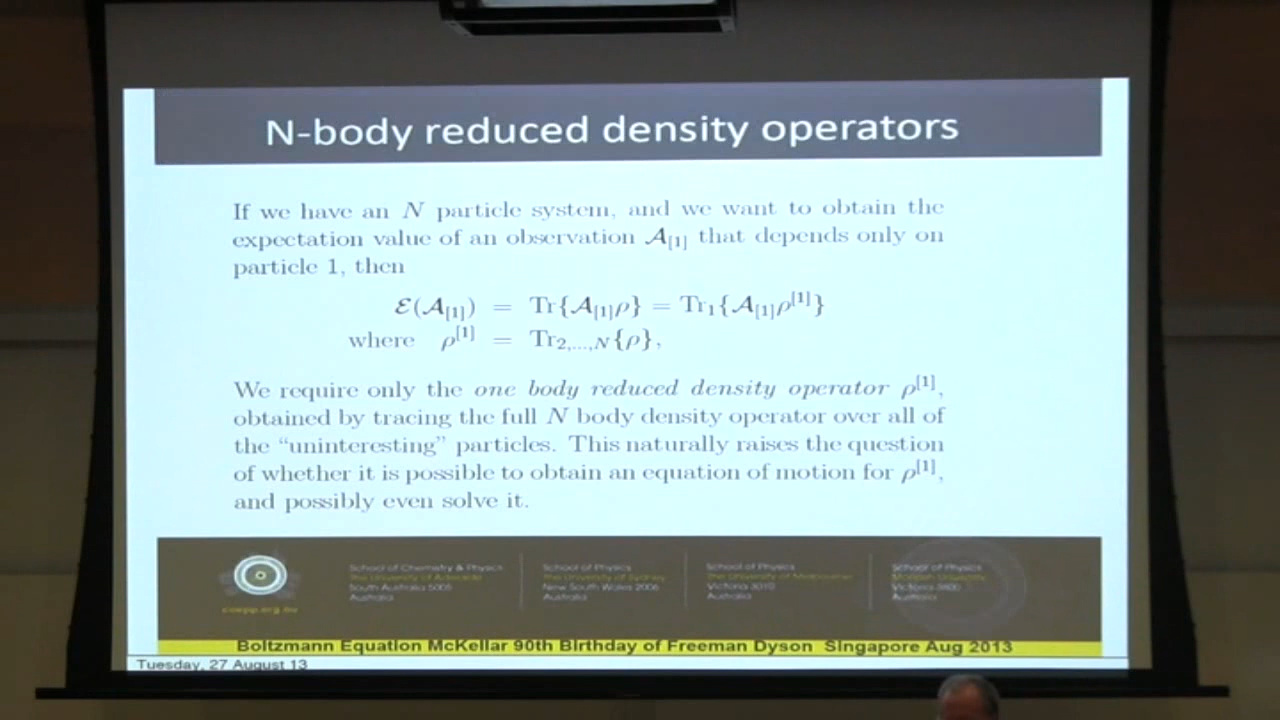 N-body reduced density operators
If we have an N particle system, and we want to obtain the
expectation value of an observation 𝒜[1] that depends only on
particle 1, then
ℰ(𝒜[1]) = Tr{𝒜[1]ρ} = Tr₁{𝒜[1]ρ^[1]}
where ρ^[1] = Tr₂,...,N{ρ},
We require only the one body reduced density operator ρ^[1],
obtained by tracing the full N body density operator over all of
the “uninteresting” particles. This naturally raises the question
of whether it is possible to obtain an equation of motion for ρ^[1],
and possibly even solve it.
coepp.org.au
School of Chemistry & Physics
The University of Adelaide
South Australia 5005
Australia
School of Physics
The University of Sydney
New South Wales 2006
Australia
School of Physics
The University of Melbourne
Victoria 3010
Australia
School of Physics
Monash University
Victoria 3800
Australia
Boltzmann Equation McKellar 90th Birthday of Freeman Dyson Singapore Aug 2013
Tuesday, 27 August 13